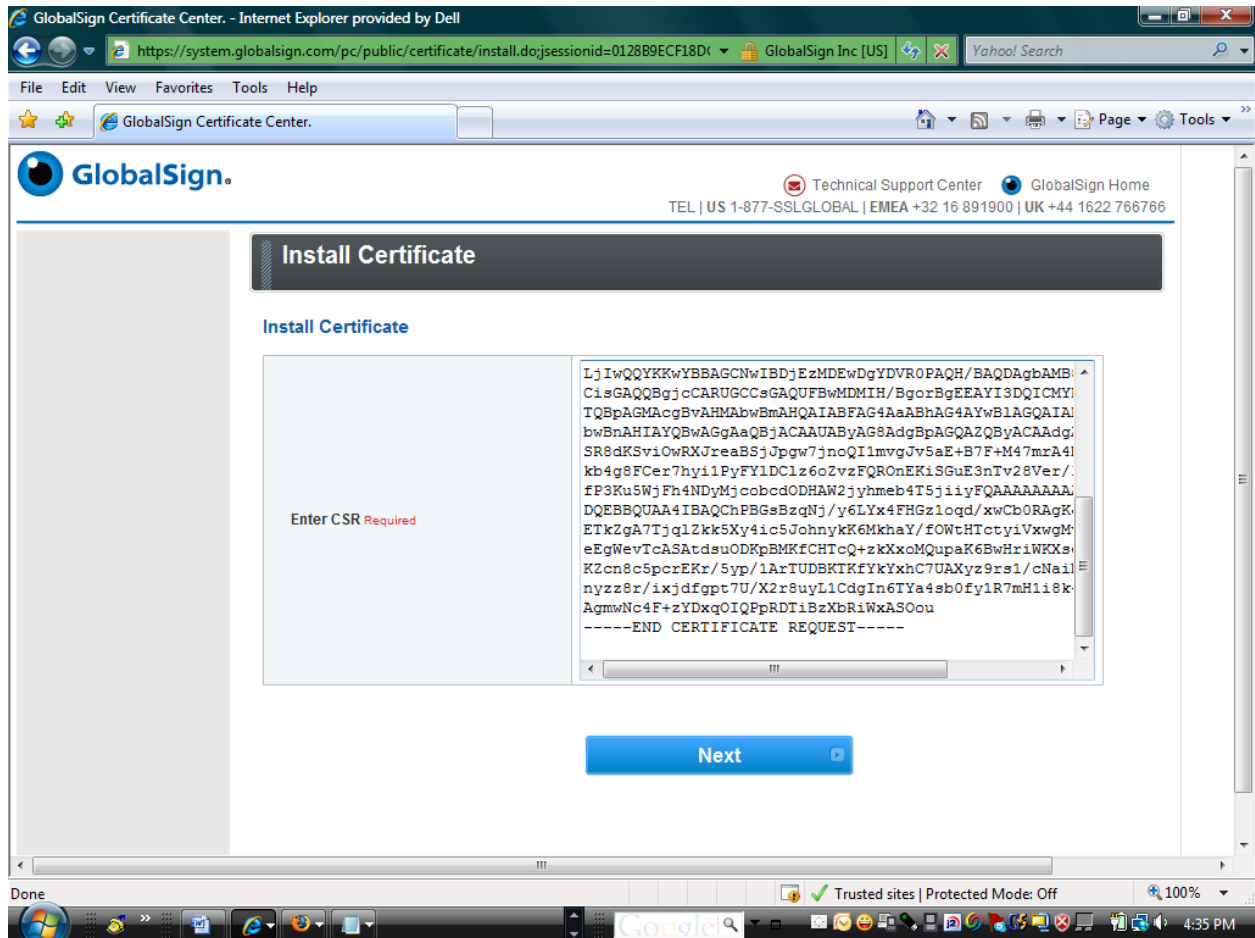 GlobalSign Certificate Center. - Internet Explorer provided by Dell
https://system.globalsign.com/pc/public/certificate/install.do;jsessionid=0128B9ECF18D( GlobalSign Inc [US] Yahoo! Search
File Edit View Favorites Tools Help
GlobalSign Certificate Center. Page Tools
GlobalSign.
Technical Support Center GlobalSign Home
TEL | US 1-877-SSLGLOBAL | EMEA +32 16 891900 | UK +44 1622 766766
Install Certificate
Install Certificate
LjIwQQYKKwYBBAGCNwIBDjEzMDEwDgYDVR0PAQH/BAQDAgbAMB
CisGAQQBgjcCARUGCCsGAQUFBwMDMIH/BgorBgEEAYI3DQICMY
TQBpAGMAcgBvAHMAbwBmAHQAIABFAG4AaABhAG4AYwBlAGQAIA
bwBnAHIAYQBwAGgAaQBjACAAUAByAG8AdgBpAGQAZQByACAAdg
SR8dKSviOwRXJreaBSjJpgw7jnoQI1mvgJv5aE+B7F+M47mrA4
kb4g8FCer7hyi1PyFYlDClz6oZvzFQROnEKiSGuE3nTv28Ver/
fP3Ku5WjFh4NDyMjcobcdODHAW2jyhmeb4T5jiiyFQAAAAAAAA
DQEBBQUAA4IBAQChPBGsBzqNj/y6LYx4FHGz1oqd/xwCb0RAgK
ETkZgA7TjqlZkk5Xy4ic5JohnykK6MkhaY/fOWtHTctyiVxwgM
eEgWevTcASAtdsuODKpBMKfCHTcQ+zkXxoMQupaK6BwHriWKXs
KZcn8c5pcrEKr/5yp/1ArTUDBKTKfYkYxhC7UAXyz9rs1/cNai
nyzz8r/ixjdfgpt7U/X2r8uyL1CdgIn6TYa4sb0fy1R7mH1i8k
AgmwNc4F+zYDxqOIQPpRDTiBzXbRiWxASOou
-----END CERTIFICATE REQUEST-----
Enter CSR Required
Next
Done Trusted sites | Protected Mode: Off 100%
Google 4:35 PM